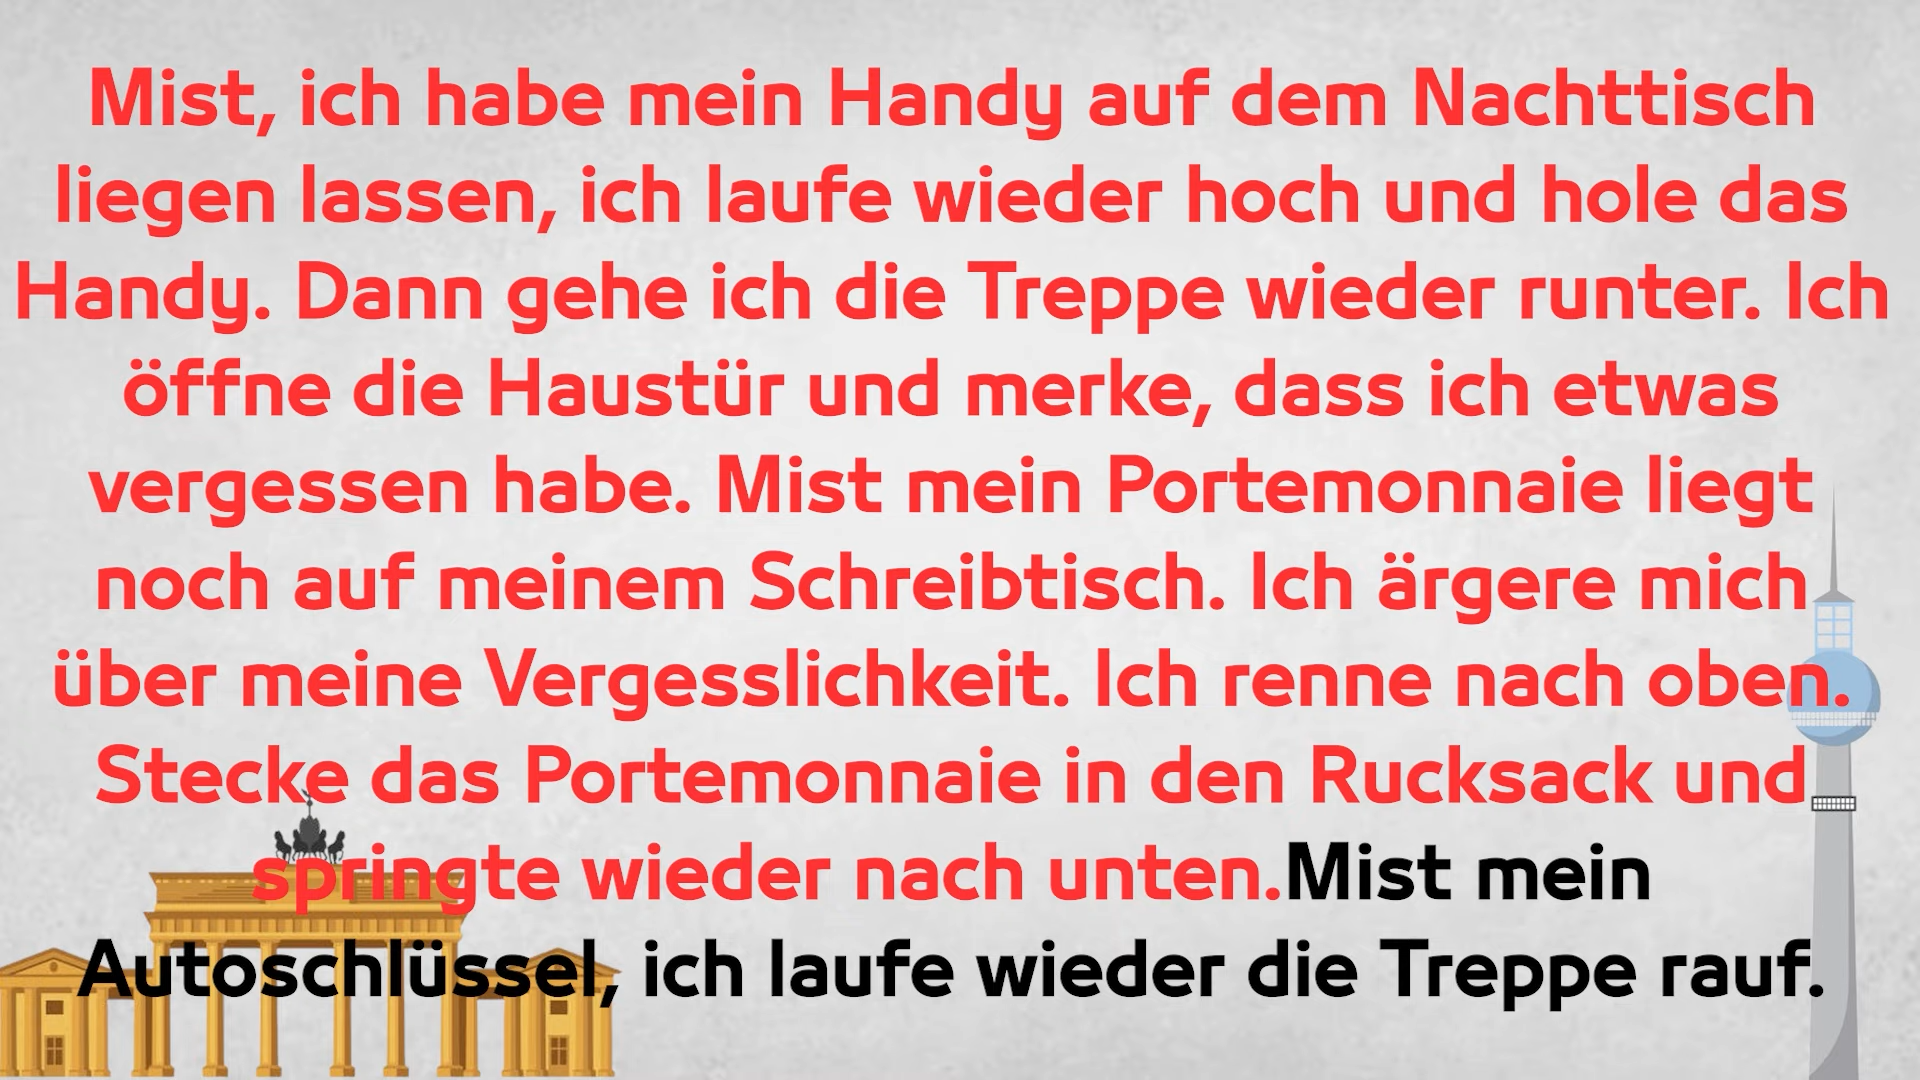 Mist, ich habe mein Handy auf dem Nachttisch
liegen lassen, ich laufe wieder hoch und hole das
Handy. Dann gehe ich die Treppe wieder runter. Ich
öffne die Haustür und merke, dass ich etwas
vergessen habe. Mist mein Portemonnaie liegt
noch auf meinem Schreibtisch. Ich ärgere mich
über meine Vergesslichkeit. Ich renne nach oben.
Stecke das Portemonnaie in den Rucksack und
springte wieder nach unten.Mist mein
Autoschlüssel, ich laufe wieder die Treppe rauf.